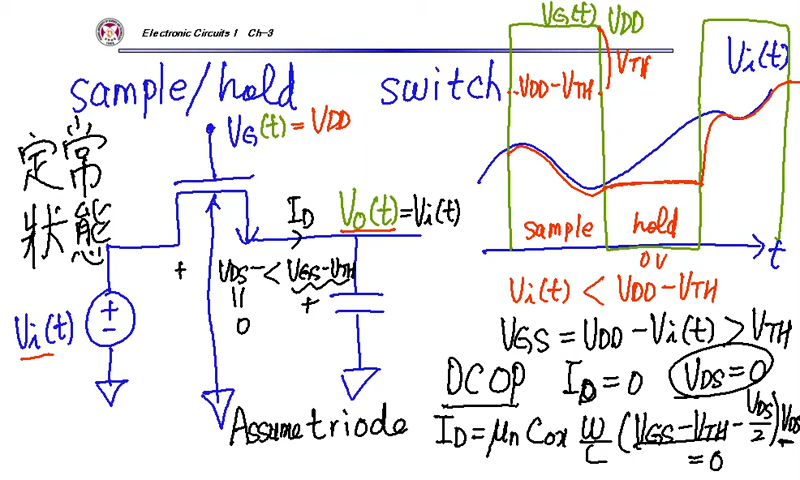 Electronic Circuits 1 Ch-3
sample/hold switch
定常
狀態
VG(t) = VDD
ID
VO(t) = Vi(t)
VDS < VGS - VTH
=
0
+
+
Vi(t)
+
-
Assume triode
VG(t) VDD
VTH
VDD - VTH
Vi(t)
sample
hold
0V
t
Vi(t) < VDD - VTH
VGS = VDD - Vi(t) > VTH
DC OP ID = 0 VDS = 0
ID = μn Cox W/L (VGS - VTH - VDS/2) VDS
= 0